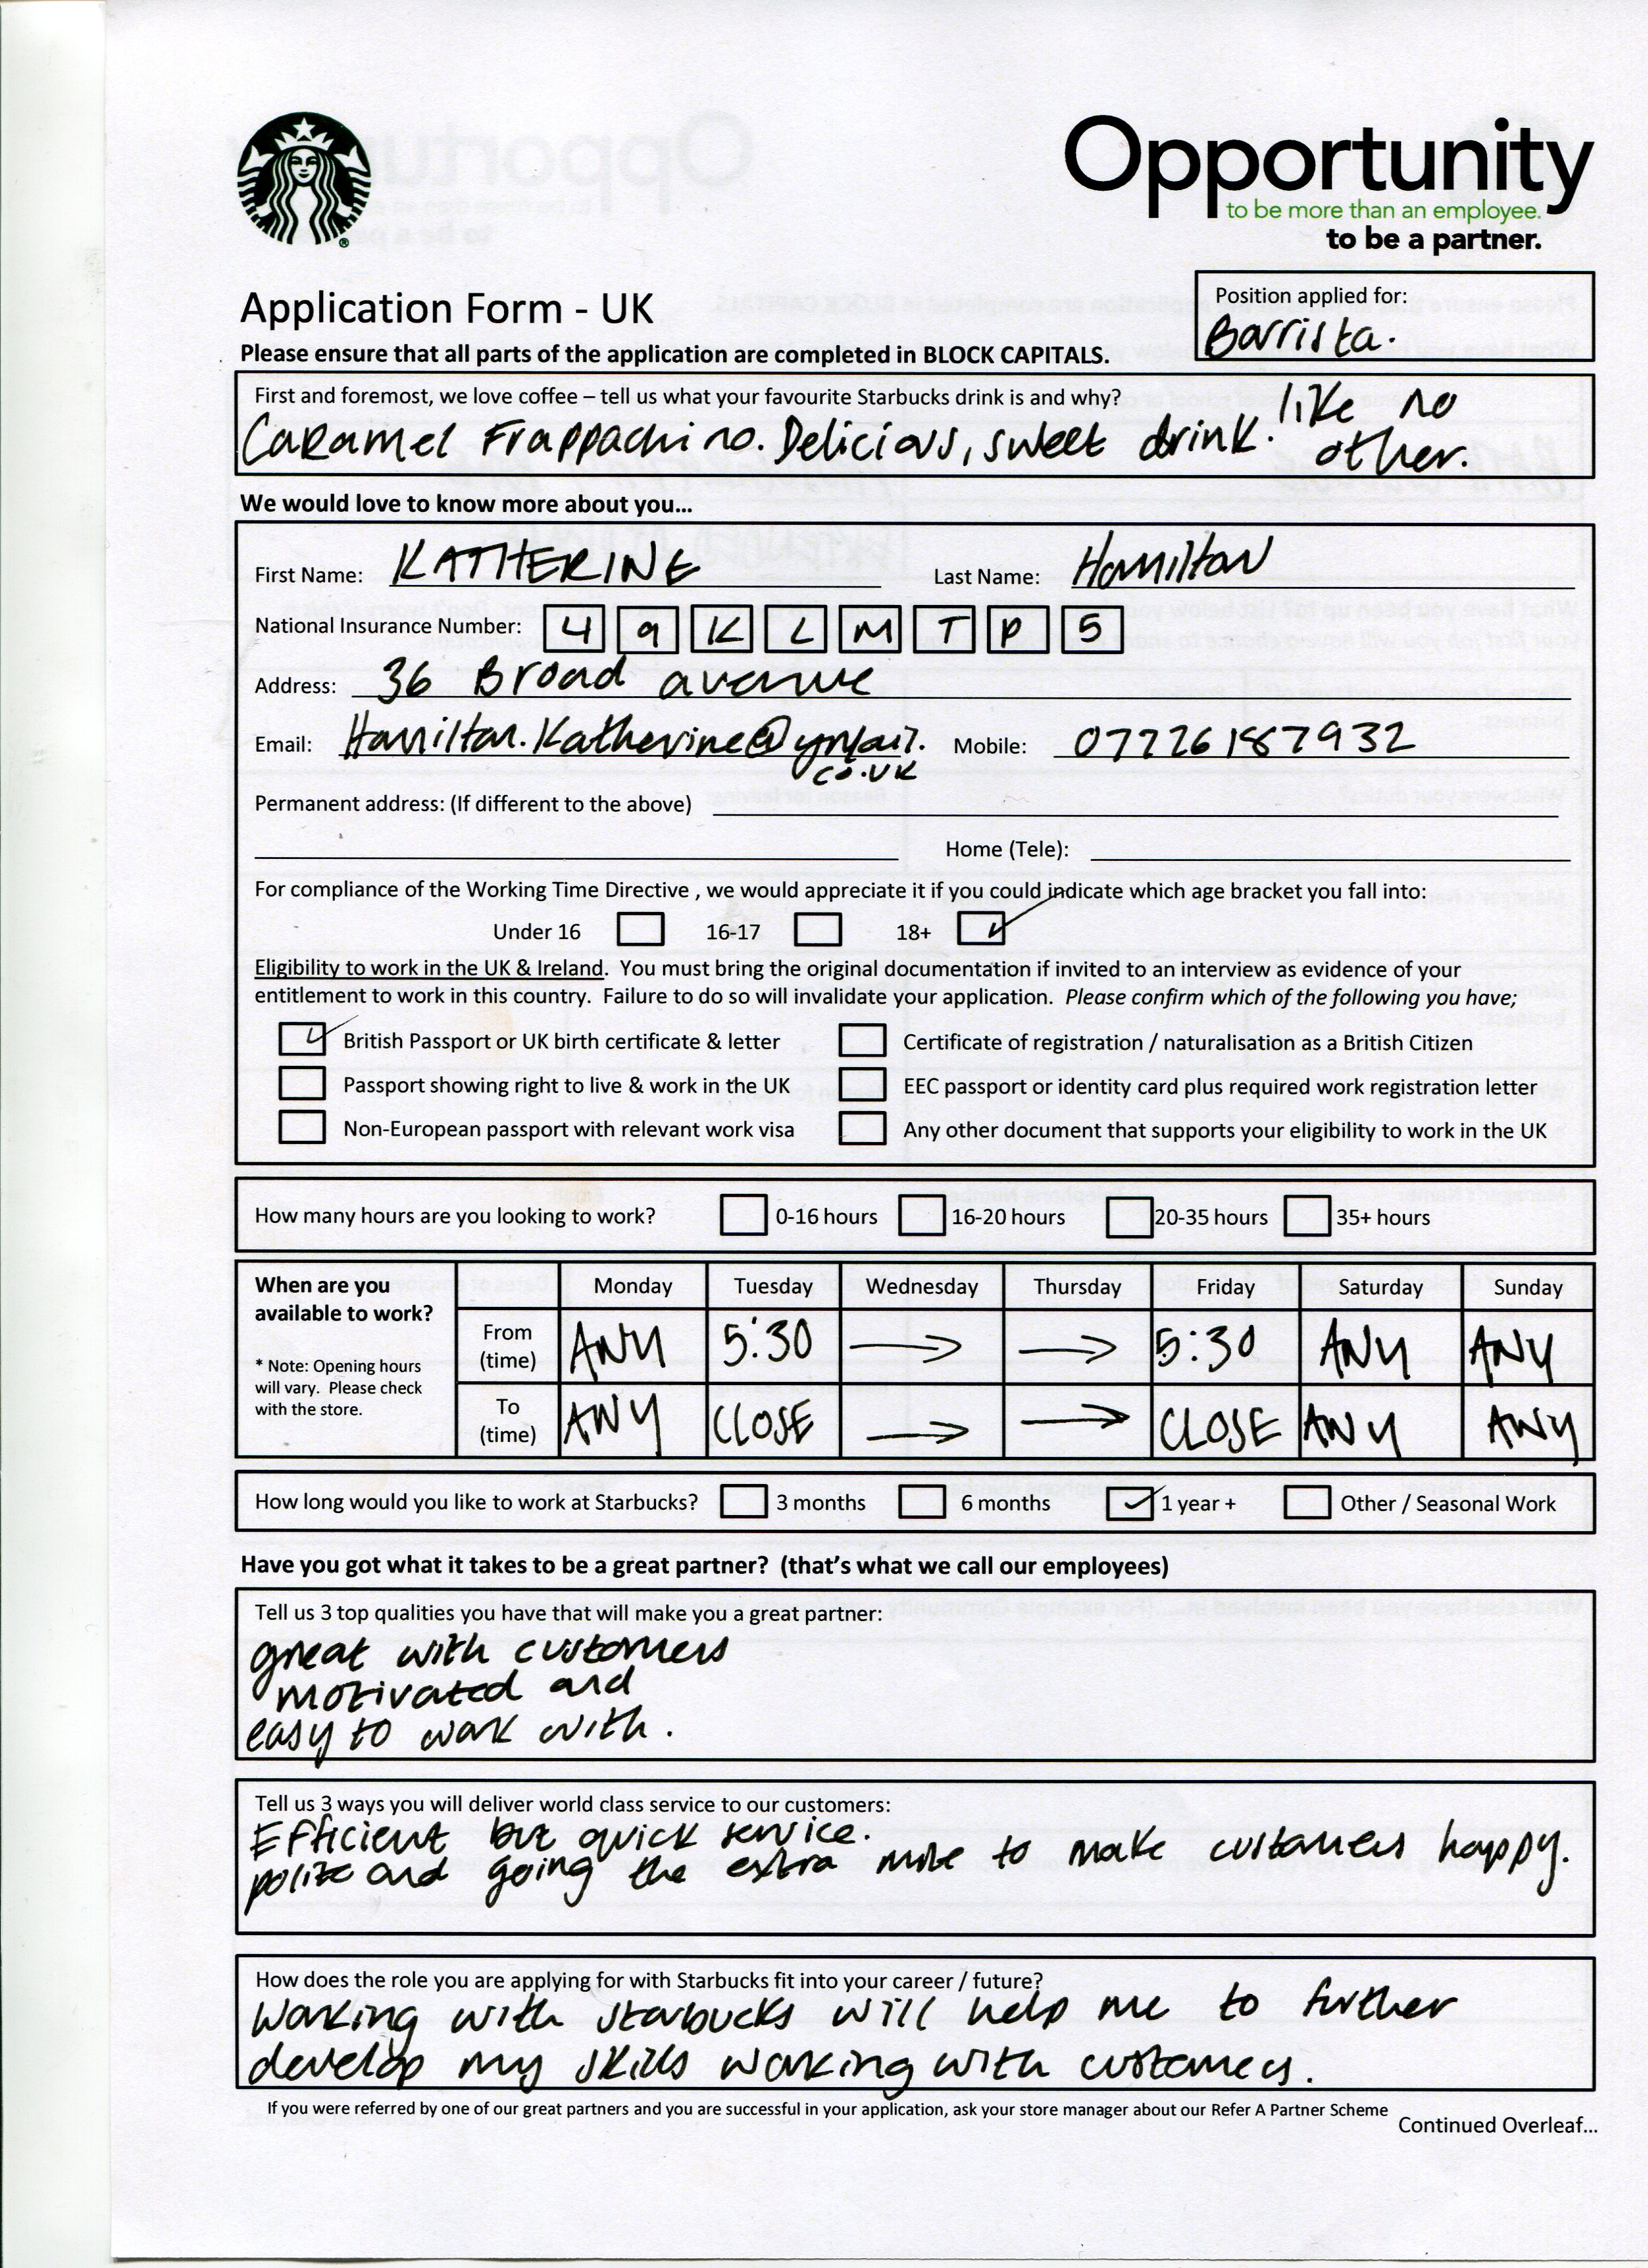 Opportunity
to be more than an employee.
to be a partner.
Application Form - UK
Position applied for:
Barrista.
Please ensure that all parts of the application are completed in BLOCK CAPITALS.
First and foremost, we love coffee – tell us what your favourite Starbucks drink is and why?
Caramel Frappachino. Delicious, sweet drink. like no
other.
We would love to know more about you...
First Name: KATHERINE Last Name: Hamilton
National Insurance Number: 4 9 K L M T P 5
Address: 36 Broad avenue
Email: Hamilton.Katherine@ymail. Mobile: 07726187932
co.uk
Permanent address: (If different to the above)
Home (Tele):
For compliance of the Working Time Directive , we would appreciate it if you could indicate which age bracket you fall into:
Under 16 16-17 18+
Eligibility to work in the UK & Ireland. You must bring the original documentation if invited to an interview as evidence of your
entitlement to work in this country. Failure to do so will invalidate your application. Please confirm which of the following you have;
British Passport or UK birth certificate & letter Certificate of registration / naturalisation as a British Citizen
Passport showing right to live & work in the UK EEC passport or identity card plus required work registration letter
Non-European passport with relevant work visa Any other document that supports your eligibility to work in the UK
How many hours are you looking to work? 0-16 hours 16-20 hours 20-35 hours 35+ hours
When are you
available to work?
* Note: Opening hours
will vary. Please check
with the store.
Monday Tuesday Wednesday Thursday Friday Saturday Sunday
From
(time)
ANY 5:30 → → 5:30 ANY ANY
To
(time)
ANY CLOSE → → CLOSE ANY ANY
How long would you like to work at Starbucks? 3 months 6 months 1 year + Other / Seasonal Work
Have you got what it takes to be a great partner? (that's what we call our employees)
Tell us 3 top qualities you have that will make you a great partner:
great with customers
motivated and
easy to work with.
Tell us 3 ways you will deliver world class service to our customers:
Efficient but quick service.
polite and going the extra mile to make customers happy.
How does the role you are applying for with Starbucks fit into your career / future?
Working with starbucks will help me to further
develop my skills working with customers.
If you were referred by one of our great partners and you are successful in your application, ask your store manager about our Refer A Partner Scheme
Continued Overleaf...